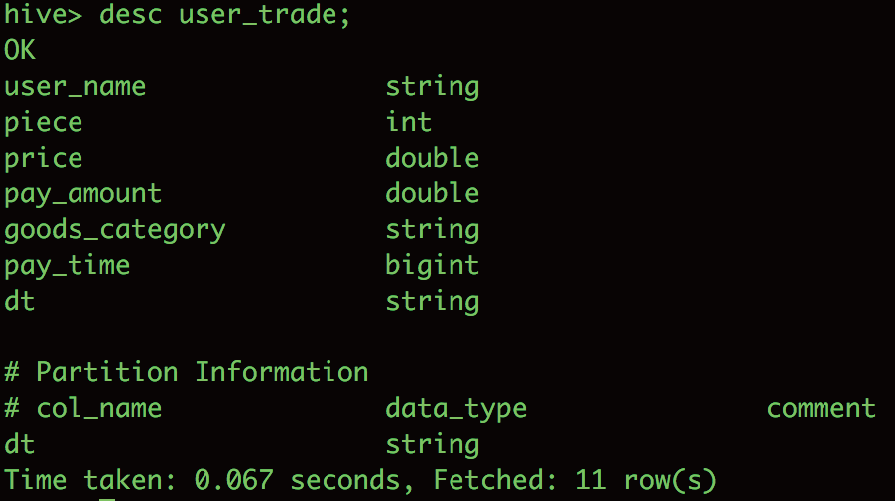 hive> desc user_trade;
OK
user_name string
piece int
price double
pay_amount double
goods_category string
pay_time bigint
dt string
# Partition Information
# col_name data_type comment
dt string
Time taken: 0.067 seconds, Fetched: 11 row(s)